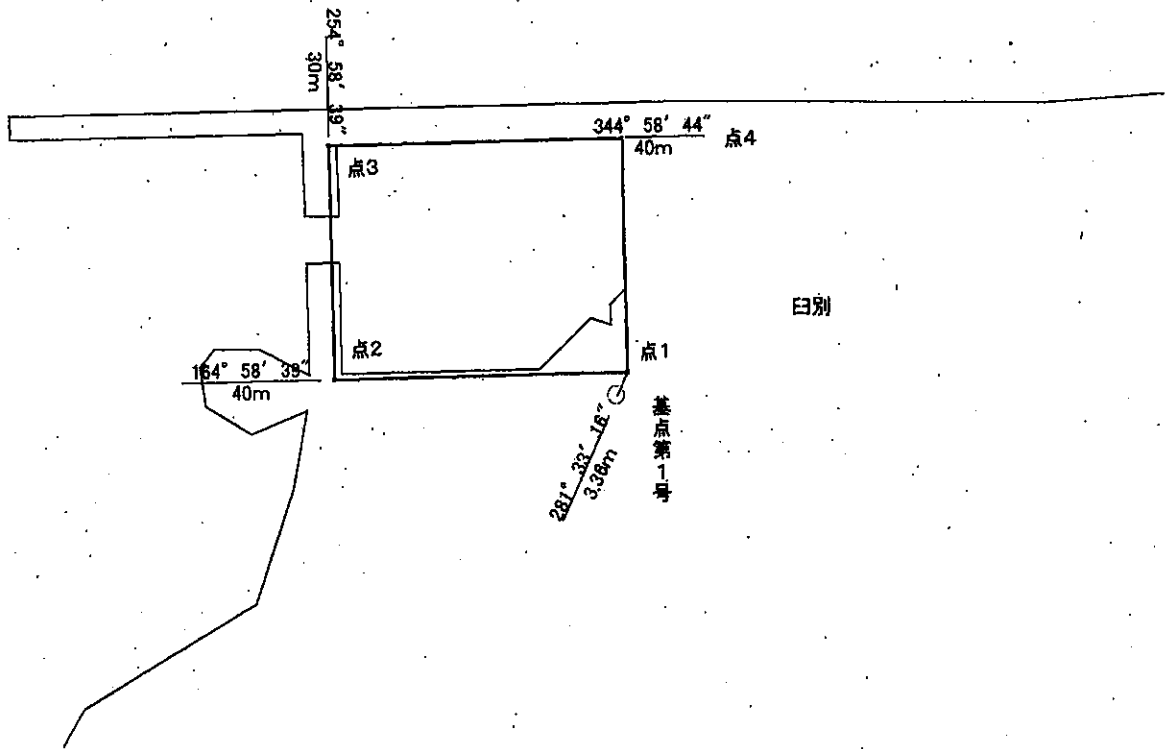 254° 58′ 39″
30m
344° 58′ 44″
40m
点4
点3
臼別
点2
点1
164° 58′ 39″
40m
基点第1号
281° 33′ 16″
3.36m